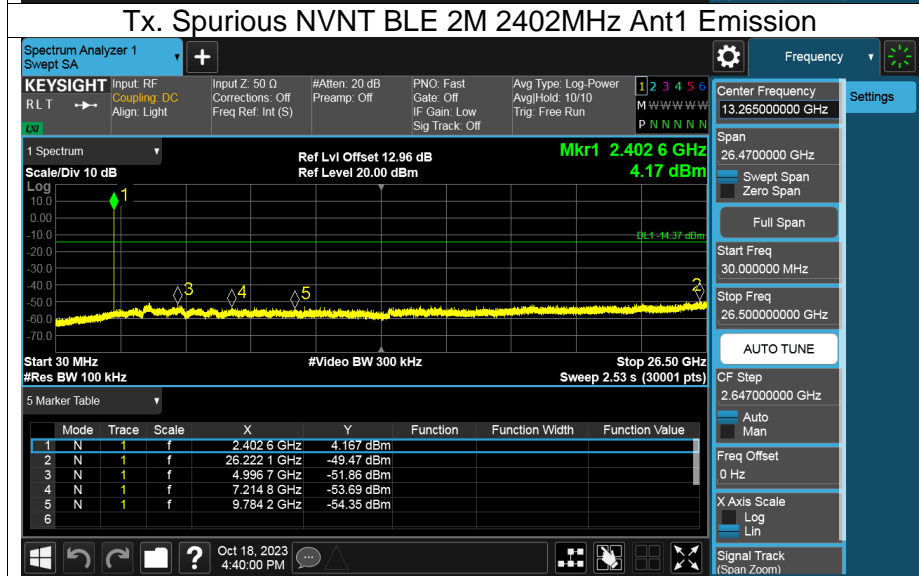 Tx. Spurious NVNT BLE 2M 2402MHz Ant1 Emission
Spectrum Analyzer 1
Swept SA
+
Frequency
KEYSIGHT
RLT
LXI
Input: RF
Coupling: DC
Align: Light
Input Z: 50 Ω
Corrections: Off
Freq Ref: Int (S)
#Atten: 20 dB
Preamp: Off
PNO: Fast
Gate: Off
IF Gain: Low
Sig Track: Off
Avg Type: Log-Power
Avg|Hold: 10/10
Trig: Free Run
1 2 3 4 5 6
M W W W W W
P N N N N N
1 Spectrum
Scale/Div 10 dB
Ref Lvl Offset 12.96 dB
Ref Level 20.00 dBm
Mkr1 2.402 6 GHz
4.17 dBm
Log
10.0
0.00
-10.0
-20.0
-30.0
-40.0
-50.0
-60.0
-70.0
1
DL1 -14.37 dBm
3
4
5
2
Start 30 MHz
#Video BW 300 kHz
Stop 26.50 GHz
#Res BW 100 kHz
Sweep 2.53 s (30001 pts)
5 Marker Table
Mode Trace Scale X Y Function Function Width Function Value
1 N 1 f 2.402 6 GHz 4.167 dBm
2 N 1 f 26.222 1 GHz -49.47 dBm
3 N 1 f 4.996 7 GHz -51.86 dBm
4 N 1 f 7.214 8 GHz -53.69 dBm
5 N 1 f 9.784 2 GHz -54.35 dBm
6
?
Oct 18, 2023
4:40:00 PM
Center Frequency
13.265000000 GHz
Settings
Span
26.4700000 GHz
Swept Span
Zero Span
Full Span
Start Freq
30.000000 MHz
Stop Freq
26.500000000 GHz
AUTO TUNE
CF Step
2.647000000 GHz
Auto
Man
Freq Offset
0 Hz
X Axis Scale
Log
Lin
Signal Track
(Span Zoom)